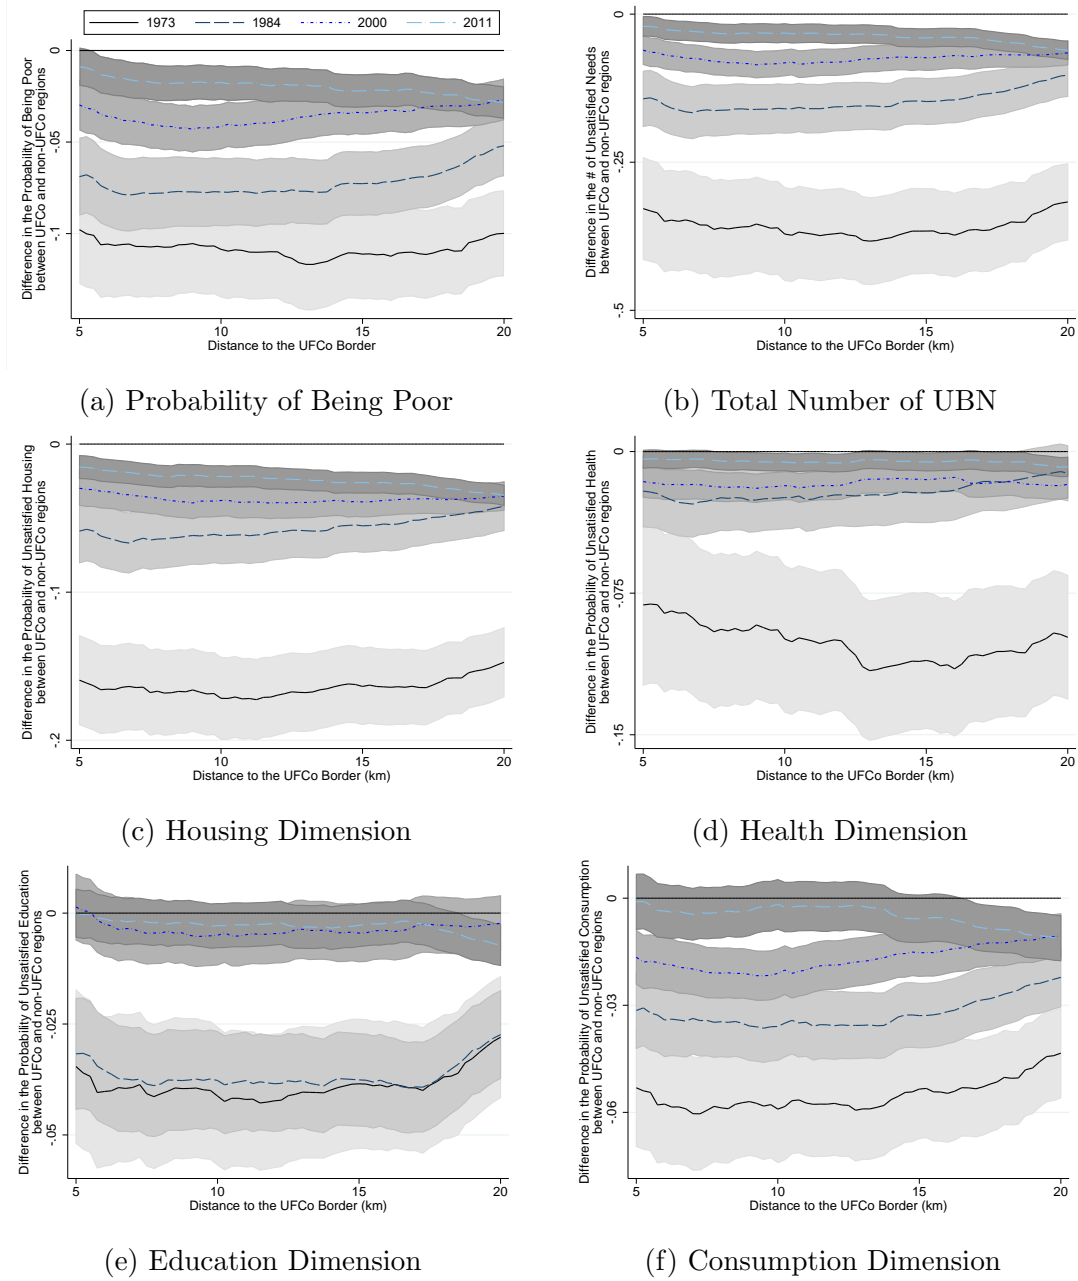 1973 1984 2000 2011
Difference in the Probability of Being Poor
between UFCo and non-UFCo regions
0
-.05
-.1
5 10 15 20
Distance to the UFCo Border
(a) Probability of Being Poor
Difference in the # of Unsatisfied Needs
between UFCo and non-UFCo regions
0
-.25
-.5
5 10 15 20
Distance to the UFCo Border (km)
(b) Total Number of UBN
Difference in the Probability of Unsatisfied Housing
between UFCo and non-UFCo regions
0
-.1
-.2
5 10 15 20
Distance to the UFCo Border (km)
(c) Housing Dimension
Difference in the Probability of Unsatisfied Health
between UFCo and non-UFCo regions
0
-.075
-.15
5 10 15 20
Distance to the UFCo Border (km)
(d) Health Dimension
Difference in the Probability of Unsatisfied Education
between UFCo and non-UFCo regions
0
-.025
-.05
5 10 15 20
Distance to the UFCo Border (km)
(e) Education Dimension
Difference in the Probability of Unsatisfied Consumption
between UFCo and non-UFCo regions
0
-.03
-.06
5 10 15 20
Distance to the UFCo Border (km)
(f) Consumption Dimension